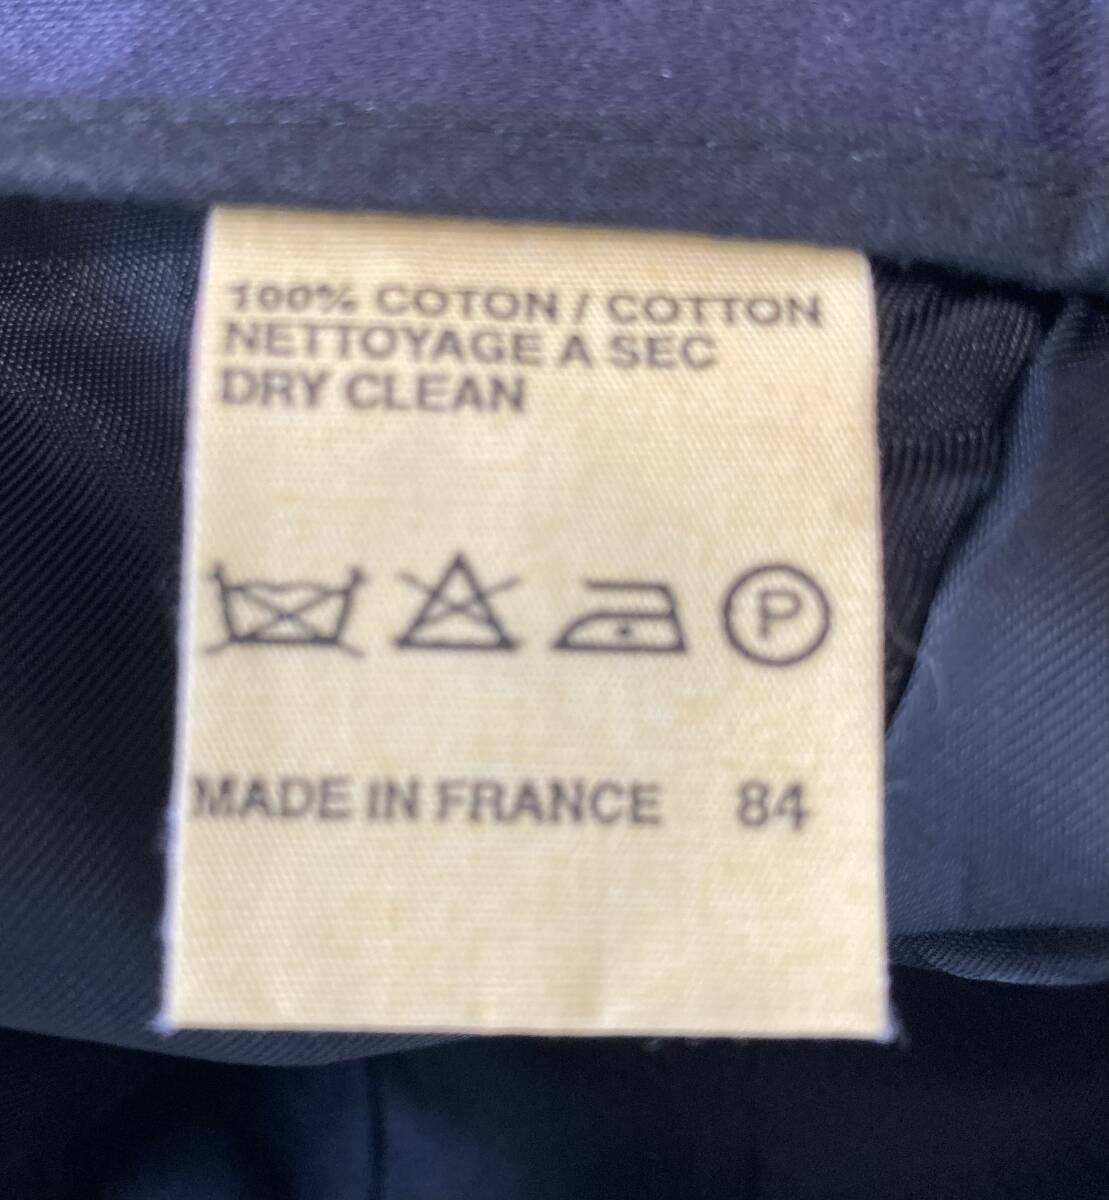 100% COTON / COTTON
NETTOYAGE A SEC
DRY CLEAN
P
MADE IN FRANCE 84